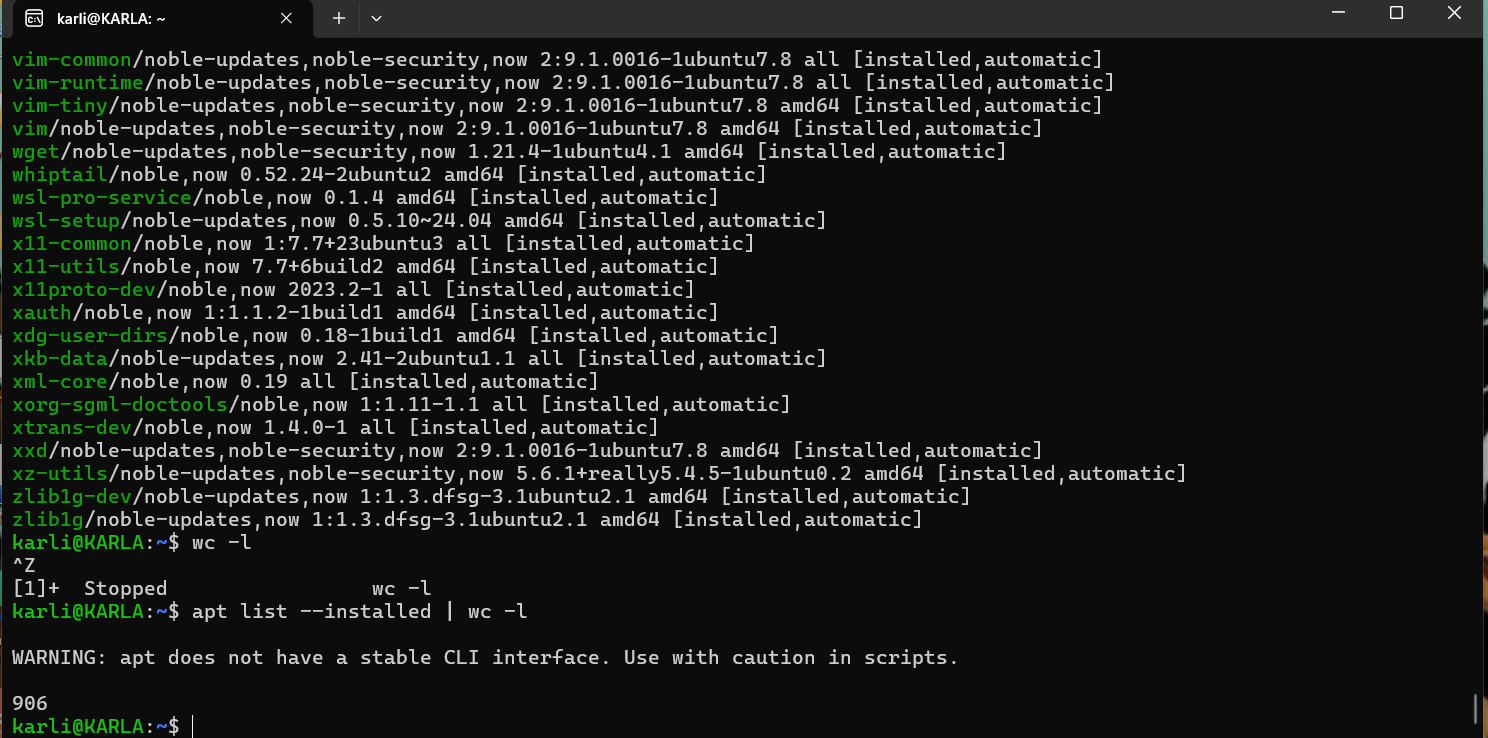 karli@KARLA: ~
vim-common/noble-updates,noble-security,now 2:9.1.0016-1ubuntu7.8 all [installed,automatic]
vim-runtime/noble-updates,noble-security,now 2:9.1.0016-1ubuntu7.8 all [installed,automatic]
vim-tiny/noble-updates,noble-security,now 2:9.1.0016-1ubuntu7.8 amd64 [installed,automatic]
vim/noble-updates,noble-security,now 2:9.1.0016-1ubuntu7.8 amd64 [installed,automatic]
wget/noble-updates,noble-security,now 1.21.4-1ubuntu4.1 amd64 [installed,automatic]
whiptail/noble,now 0.52.24-2ubuntu2 amd64 [installed,automatic]
wsl-pro-service/noble,now 0.1.4 amd64 [installed,automatic]
wsl-setup/noble-updates,now 0.5.10~24.04 amd64 [installed,automatic]
x11-common/noble,now 1:7.7+23ubuntu3 all [installed,automatic]
x11-utils/noble,now 7.7+6build2 amd64 [installed,automatic]
x11proto-dev/noble,now 2023.2-1 all [installed,automatic]
xauth/noble,now 1:1.1.2-1build1 amd64 [installed,automatic]
xdg-user-dirs/noble,now 0.18-1build1 amd64 [installed,automatic]
xkb-data/noble-updates,now 2.41-2ubuntu1.1 all [installed,automatic]
xml-core/noble,now 0.19 all [installed,automatic]
xorg-sgml-doctools/noble,now 1:1.11-1.1 all [installed,automatic]
xtrans-dev/noble,now 1.4.0-1 all [installed,automatic]
xxd/noble-updates,noble-security,now 2:9.1.0016-1ubuntu7.8 amd64 [installed,automatic]
xz-utils/noble-updates,noble-security,now 5.6.1+really5.4.5-1ubuntu0.2 amd64 [installed,automatic]
zlib1g-dev/noble-updates,now 1:1.3.dfsg-3.1ubuntu2.1 amd64 [installed,automatic]
zlib1g/noble-updates,now 1:1.3.dfsg-3.1ubuntu2.1 amd64 [installed,automatic]
karli@KARLA:~$ wc -l
^Z
[1]+  Stopped                 wc -l
karli@KARLA:~$ apt list --installed | wc -l
WARNING: apt does not have a stable CLI interface. Use with caution in scripts.
906
karli@KARLA:~$